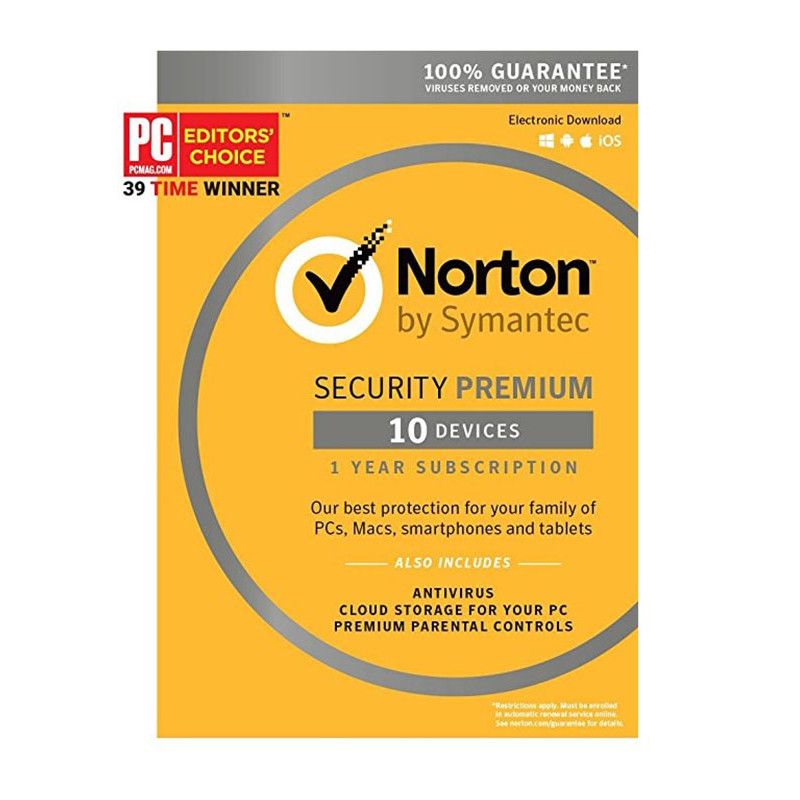 100% GUARANTEE*
VIRUSES REMOVED OR YOUR MONEY BACK
PC
PCMAG.COM
EDITORS'
CHOICE
™
39 TIME WINNER
Electronic Download
iOS
Norton™
by Symantec
SECURITY PREMIUM
10 DEVICES
1 YEAR SUBSCRIPTION
Our best protection for your family of
PCs, Macs, smartphones and tablets
ALSO INCLUDES
ANTIVIRUS
CLOUD STORAGE FOR YOUR PC
PREMIUM PARENTAL CONTROLS
*Restrictions apply. Must be enrolled
in automatic renewal service online.
See norton.com/guarantee for details.